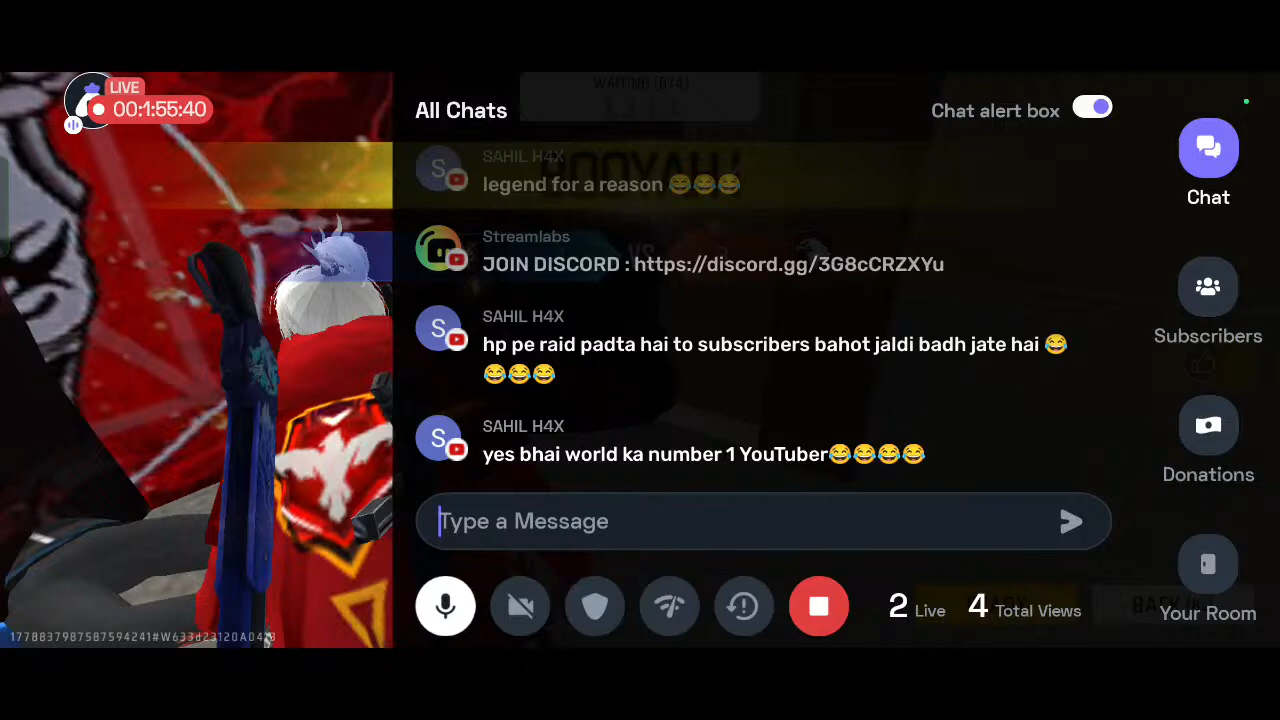 LIVE
00:1:55:40
All Chats
Chat alert box
SAHIL H4X
legend for a reason 😂😂😂
BOOYAH!
Streamlabs
VS
JOIN DISCORD : https://discord.gg/3G8cCRZXYu
SAHIL H4X
hp pe raid padta hai to subscribers bahot jaldi badh jate hai 😂
😂😂😂
SAHIL H4X
yes bhai world ka number 1 YouTuber😂😂😂😂
Type a Message
2 Live 4 Total Views
Chat
Subscribers
Donations
Your Room